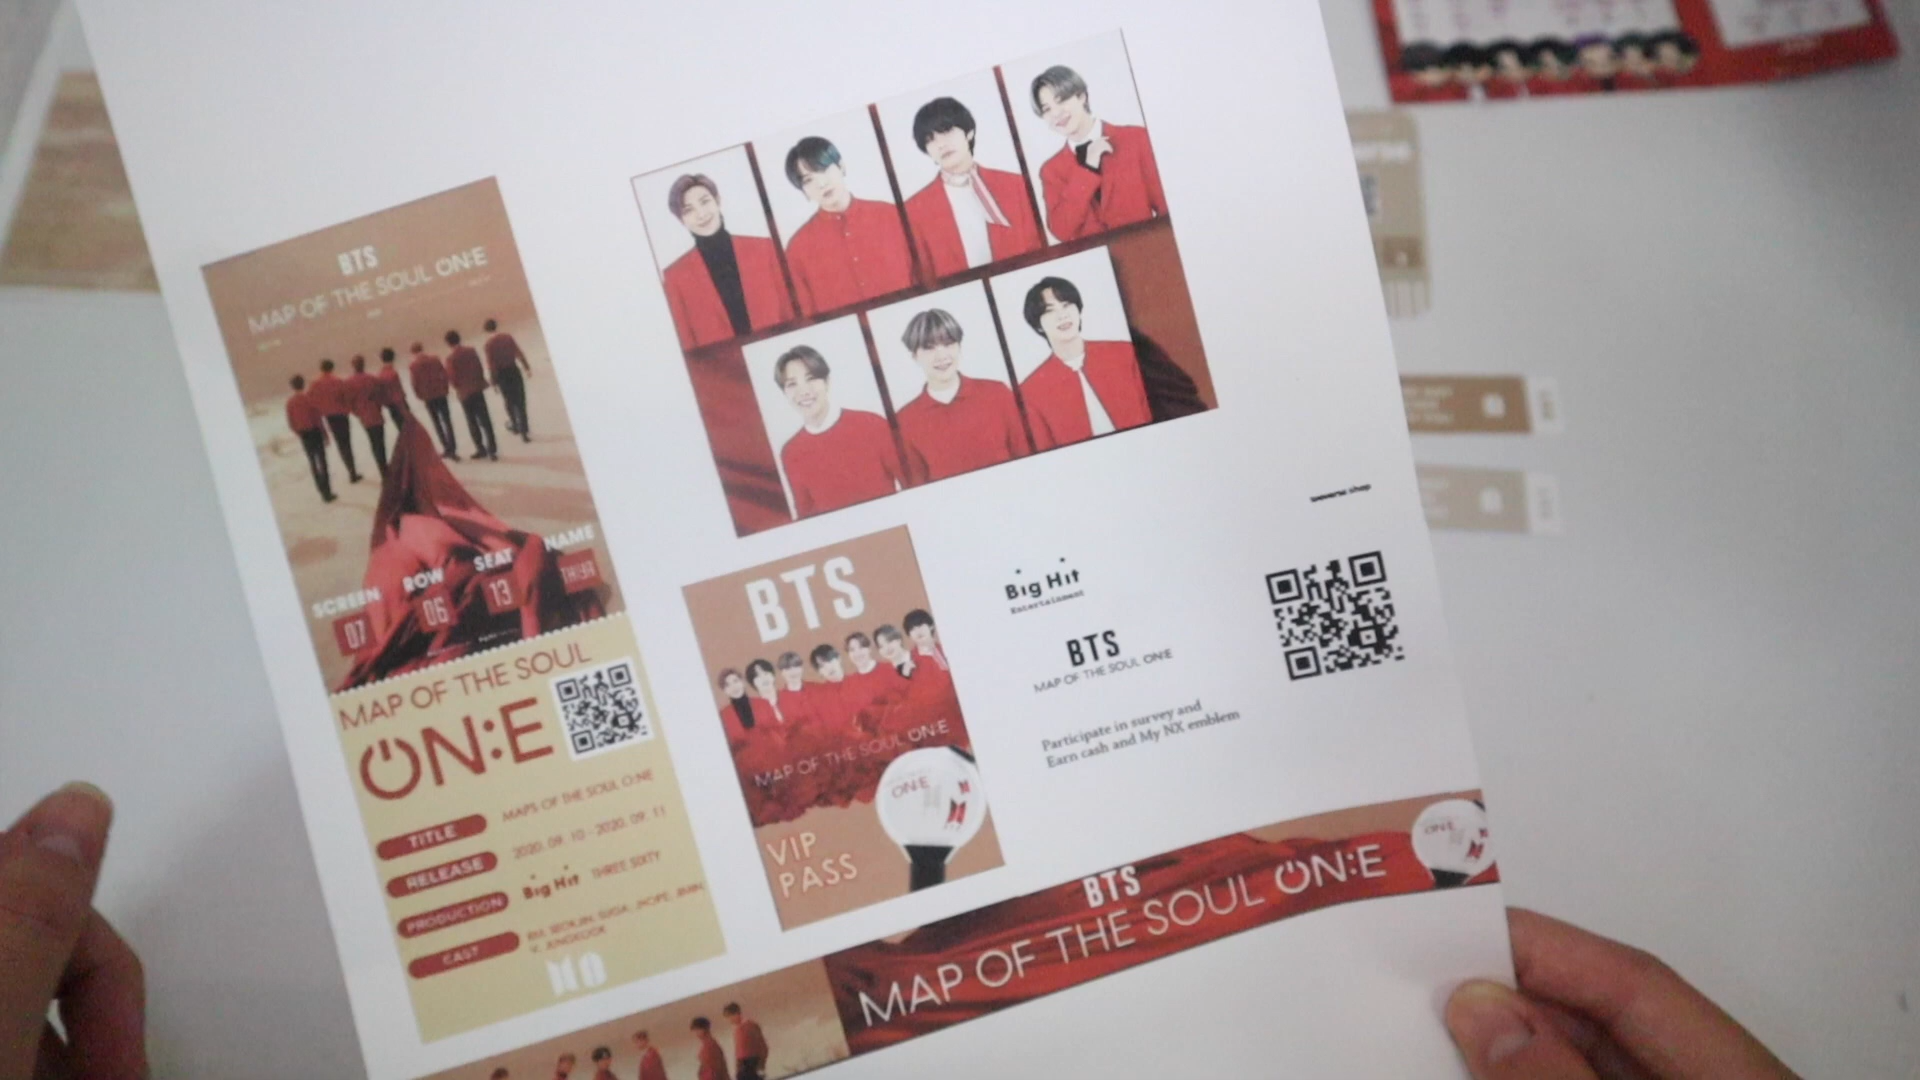 BTS
MAP OF THE SOUL ON:E
SCREEN ROW SEAT NAME
07 06 13
MAP OF THE SOUL
ON:E
TITLE MAPS OF THE SOUL O:NE
RELEASE 2020. 09. 10 - 2020. 09. 11
PRODUCTION Big Hit THREE SIXTY
CAST RM, SEOKJIN, SUGA, JHOPE, JIMIN
V, JUNGKOOK
BTS
MAP OF THE SOUL ON:E
ON:E
VIP
PASS
weverse shop
Big Hit
Entertainment
BTS
MAP OF THE SOUL ON:E
Participate in survey and
Earn cash and My NX emblem
BTS
MAP OF THE SOUL ON:E
ON:E